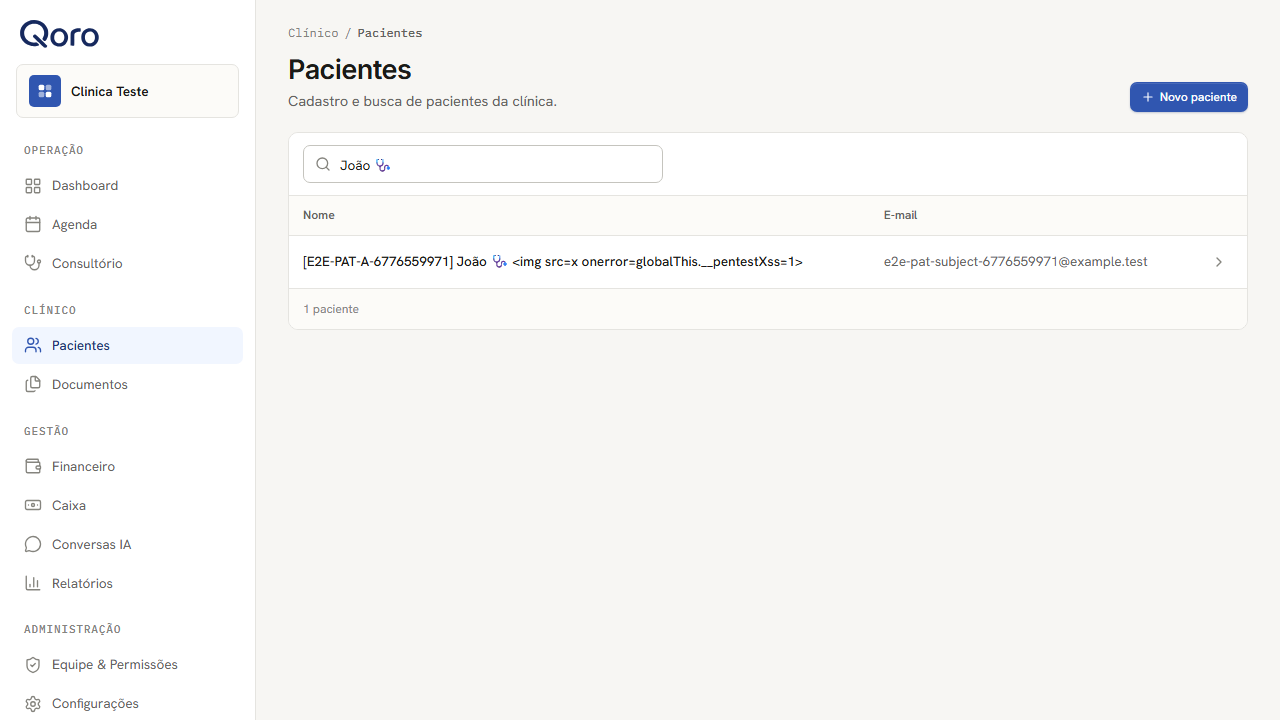 Qoro
Clinica Teste
OPERAÇÃO
Dashboard
Agenda
Consultório
CLÍNICO
Pacientes
Documentos
GESTÃO
Financeiro
Caixa
Conversas IA
Relatórios
ADMINISTRAÇÃO
Equipe & Permissões
Configurações
Clínico / Pacientes
Pacientes
Cadastro e busca de pacientes da clínica.
+ Novo paciente
João 🩺
Nome E-mail
[E2E-PAT-A-6776559971] João 🩺 <img src=x onerror=globalThis.__pentestXss=1> e2e-pat-subject-6776559971@example.test
1 paciente